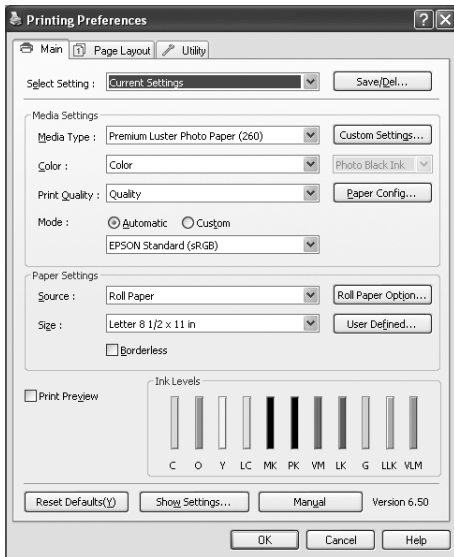 Printing Preferences
Main Page Layout Utility
Select Setting : Current Settings Save/Del...
Media Settings
Media Type : Premium Luster Photo Paper (260) Custom Settings...
Color : Color Photo Black Ink
Print Quality : Quality Paper Config...
Mode : Automatic Custom
EPSON Standard (sRGB)
Paper Settings
Source : Roll Paper Roll Paper Option...
Size : Letter 8 1/2 x 11 in User Defined...
Borderless
Print Preview
Ink Levels
C O Y LC MK PK VM LK G LLK VLM
Reset Defaults(Y) Show Settings... Manual Version 6.50
OK Cancel Help